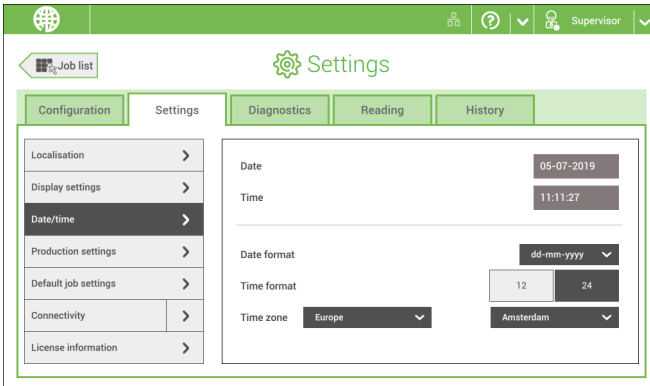 Supervisor
Job list
Settings
Configuration
Settings
Diagnostics
Reading
History
Localisation
Display settings
Date/time
Production settings
Default job settings
Connectivity
License information
Date 05-07-2019
Time 11:11:27
Date format dd-mm-yyyy
Time format 12 24
Time zone Europe Amsterdam